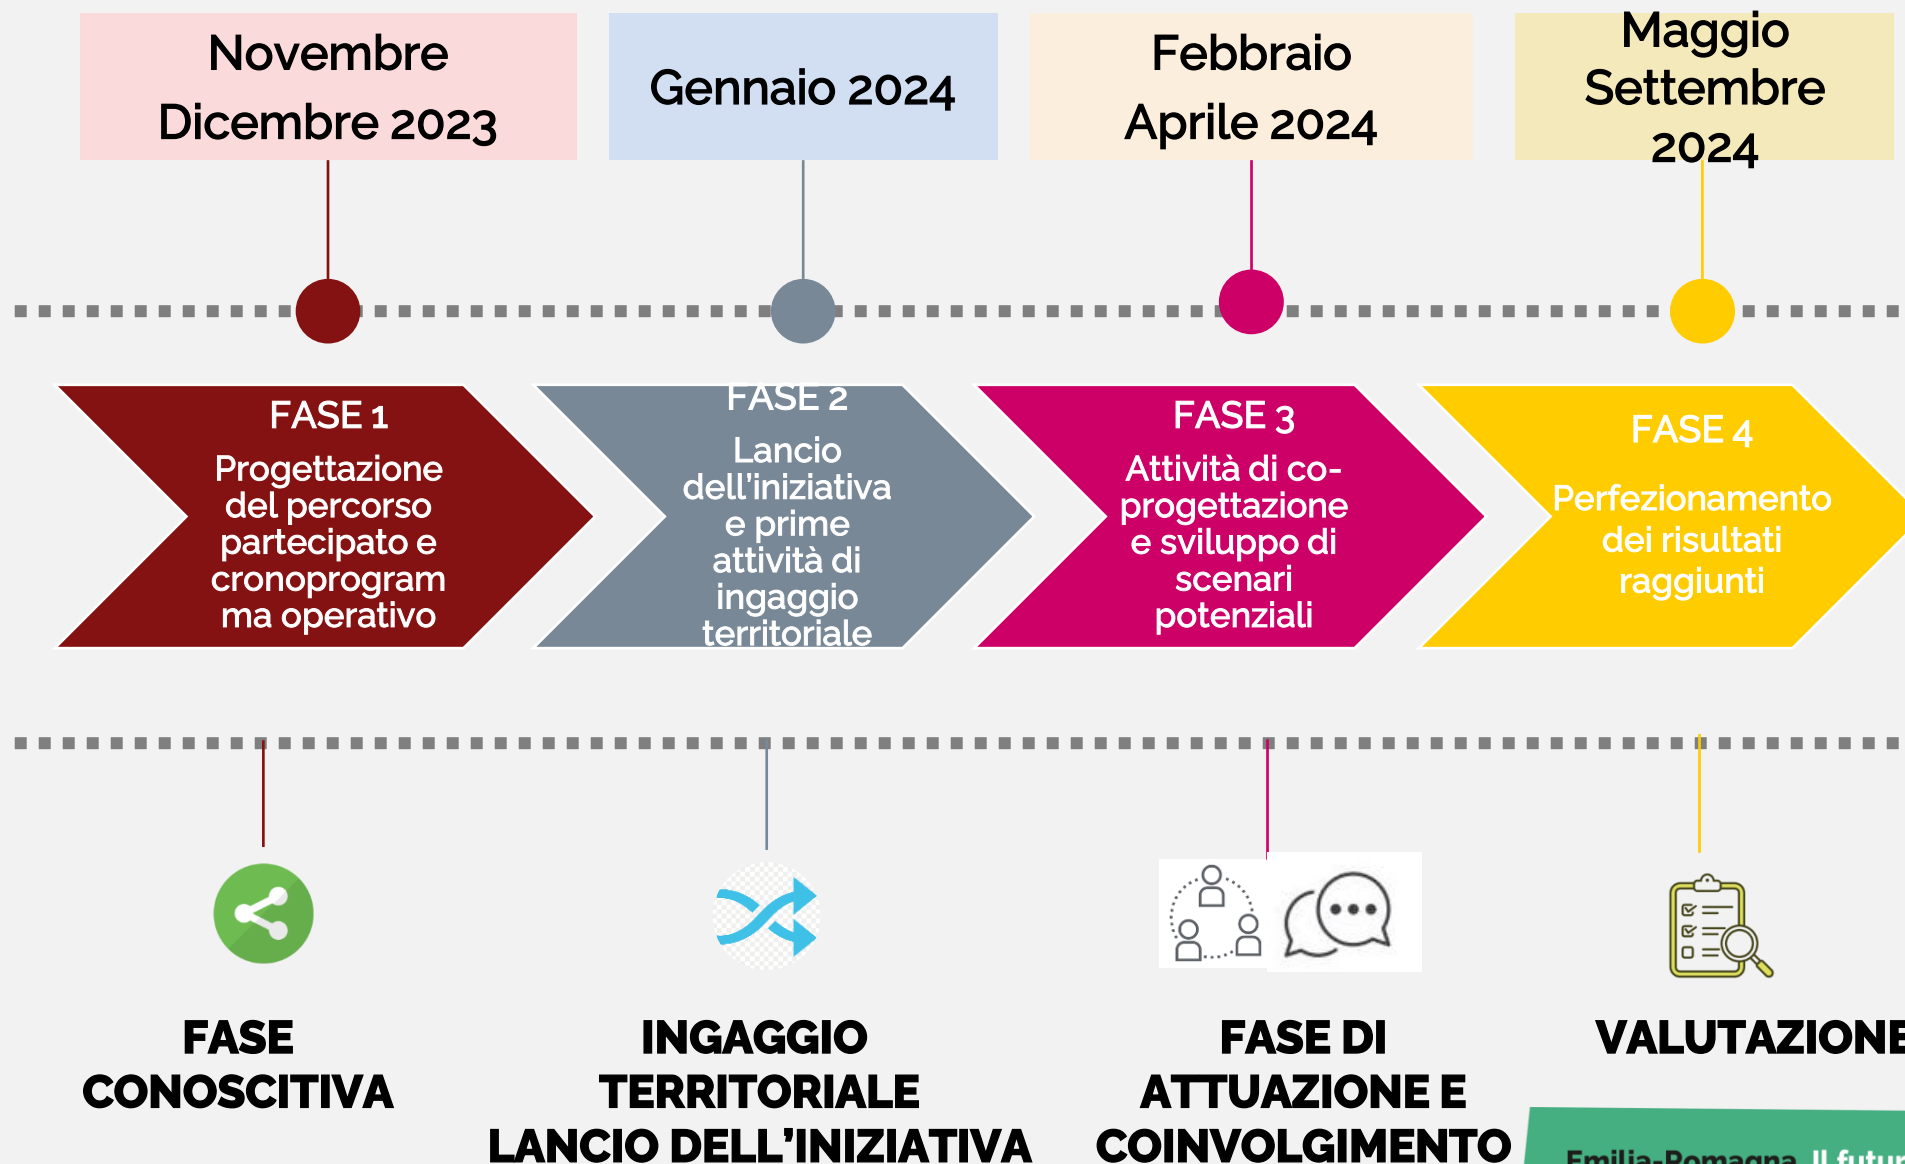 Novembre
Dicembre 2023
Gennaio 2024
Febbraio
Aprile 2024
Maggio
Settembre
2024
FASE 1
Progettazione
del percorso
partecipato e
cronoprogram
ma operativo
FASE 2
Lancio
dell'iniziativa
e prime
attività di
ingaggio
territoriale
FASE 3
Attività di co-
progettazione
e sviluppo di
scenari
potenziali
FASE 4
Perfezionamento
dei risultati
raggiunti
FASE
CONOSCITIVA
INGAGGIO
TERRITORIALE
LANCIO DELL'INIZIATIVA
FASE DI
ATTUAZIONE E
COINVOLGIMENTO
VALUTAZIONE
Emilia-Romagna. Il futur